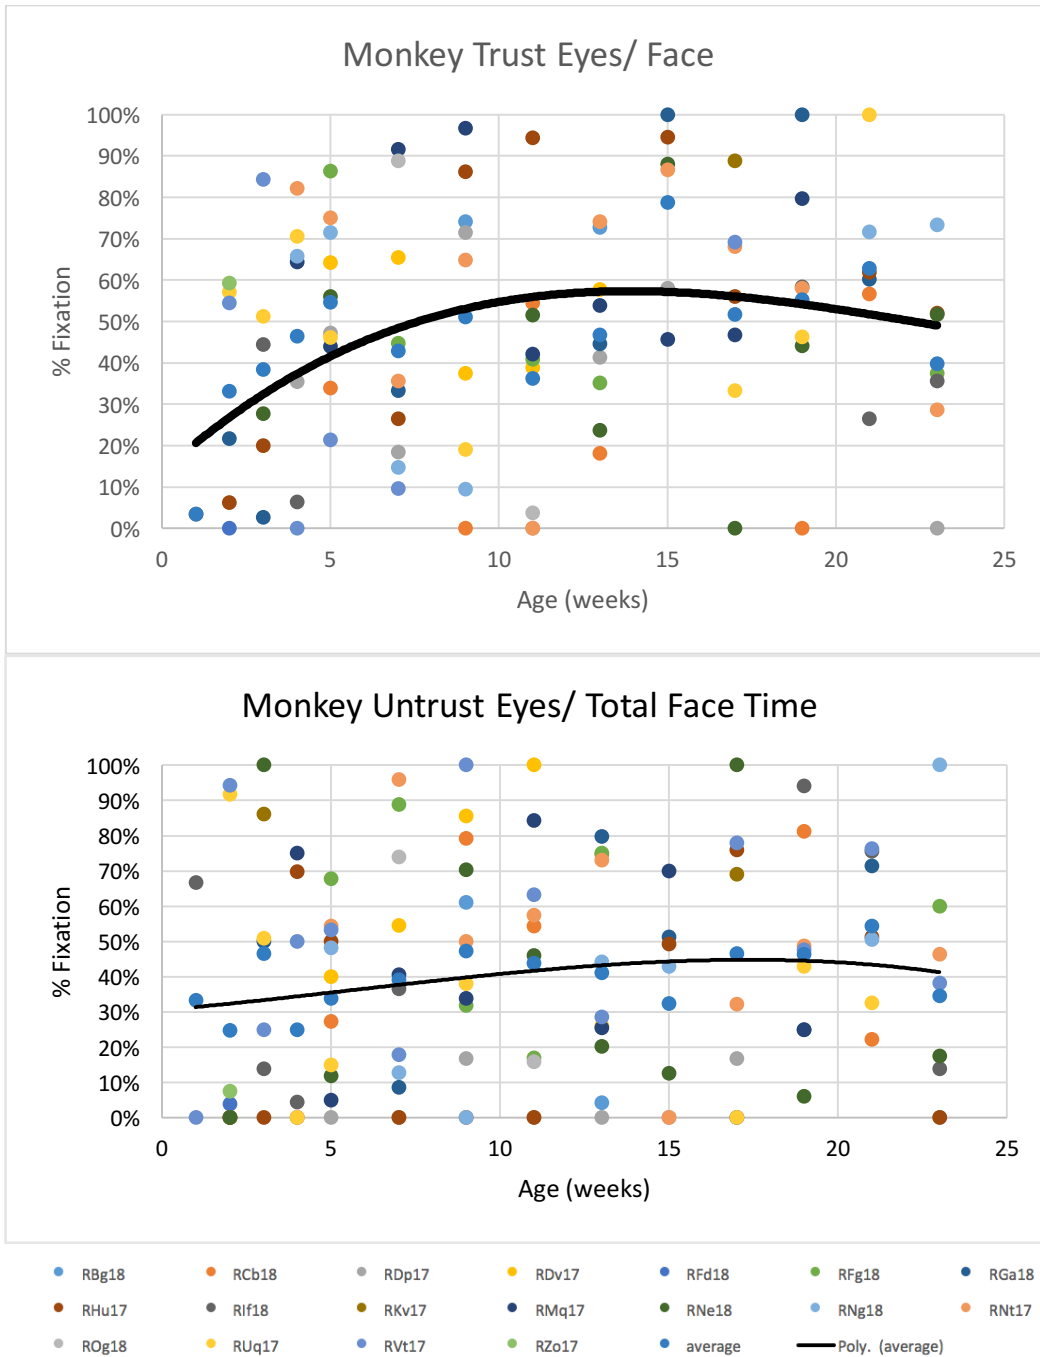 Monkey Trust Eyes/ Face
100%
90%
80%
70%
60%
50%
40%
30%
20%
10%
0%
% Fixation
0 5 10 15 20 25
Age (weeks)
Monkey Untrust Eyes/ Total Face Time
100%
90%
80%
70%
60%
50%
40%
30%
20%
10%
0%
% Fixation
0 5 10 15 20 25
Age (weeks)
RBg18 RCb18 RDp17 RDv17 RFd18 RFg18 RGa18
RHu17 RIf18 RKv17 RMq17 RNe18 RNg18 RNt17
ROg18 RUq17 RVt17 RZo17 average Poly. (average)